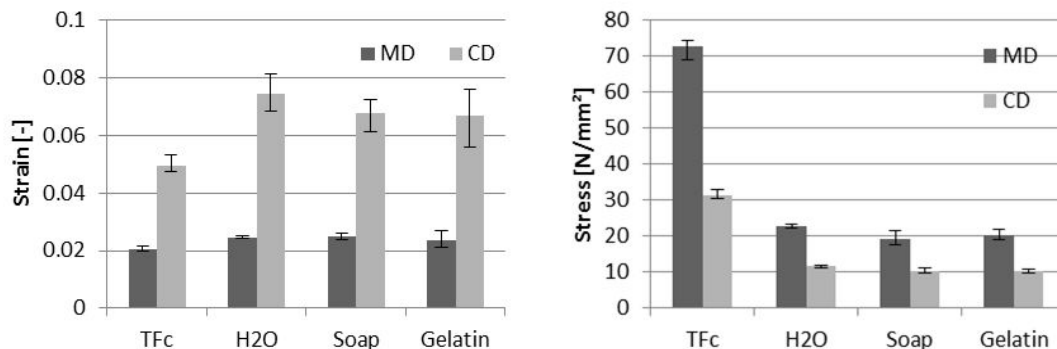 0.1
0.08
0.06
0.04
0.02
0
Strain [-]
MD CD
TFc H2O Soap Gelatin
80
70
60
50
40
30
20
10
0
Stress [N/mm²]
MD
CD
TFc H2O Soap Gelatin